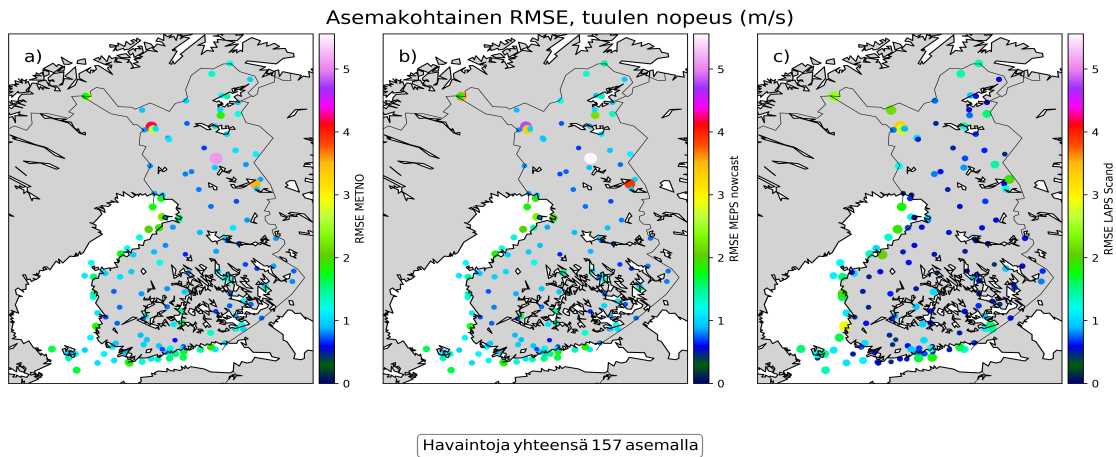 Asemakohtainen RMSE, tuulen nopeus (m/s)
a)
5
4
3
2
1
0
RMSE METNO
b)
5
4
3
2
1
0
RMSE MEPS nowcast
c)
5
4
3
2
1
0
RMSE LAPS Scand
Havaintoja yhteensä 157 asemalla